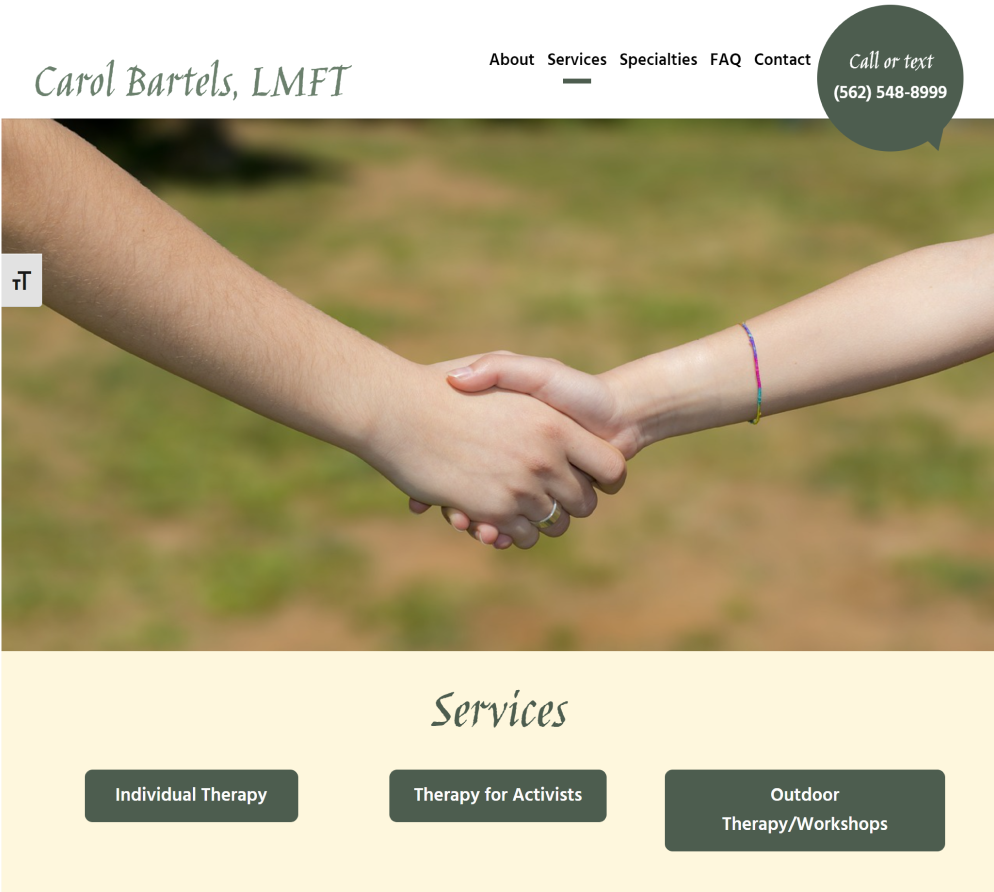 Carol Bartels, LMFT
About Services Specialties FAQ Contact
Call or text
(562) 548-8999
TT
Services
Individual Therapy
Therapy for Activists
Outdoor
Therapy/Workshops